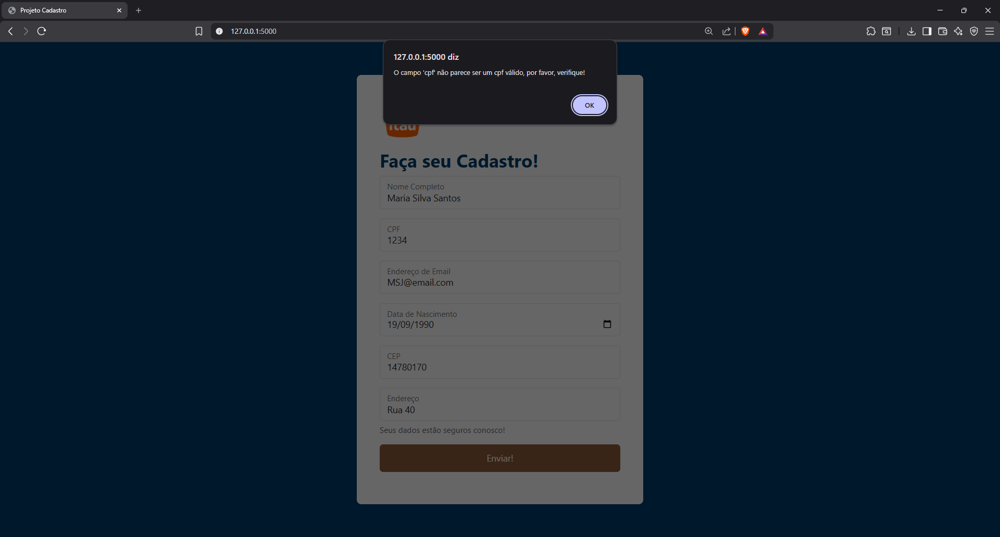 Projeto Cadastro
127.0.0.1:5000
127.0.0.1:5000 diz
O campo 'cpf' não parece ser um cpf válido, por favor, verifique!
OK
itaú
Faça seu Cadastro!
Nome Completo
Maria Silva Santos
CPF
1234
Endereço de Email
MSJ@email.com
Data de Nascimento
19/09/1990
CEP
14780170
Endereço
Rua 40
Seus dados estão seguros conosco!
Enviar!